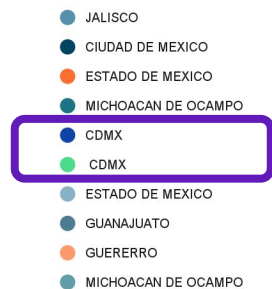 JALISCO
CIUDAD DE MEXICO
ESTADO DE MEXICO
MICHOACAN DE OCAMPO
CDMX
CDMX
ESTADO DE MEXICO
GUANAJUATO
GUERERRO
MICHOACAN DE OCAMPO